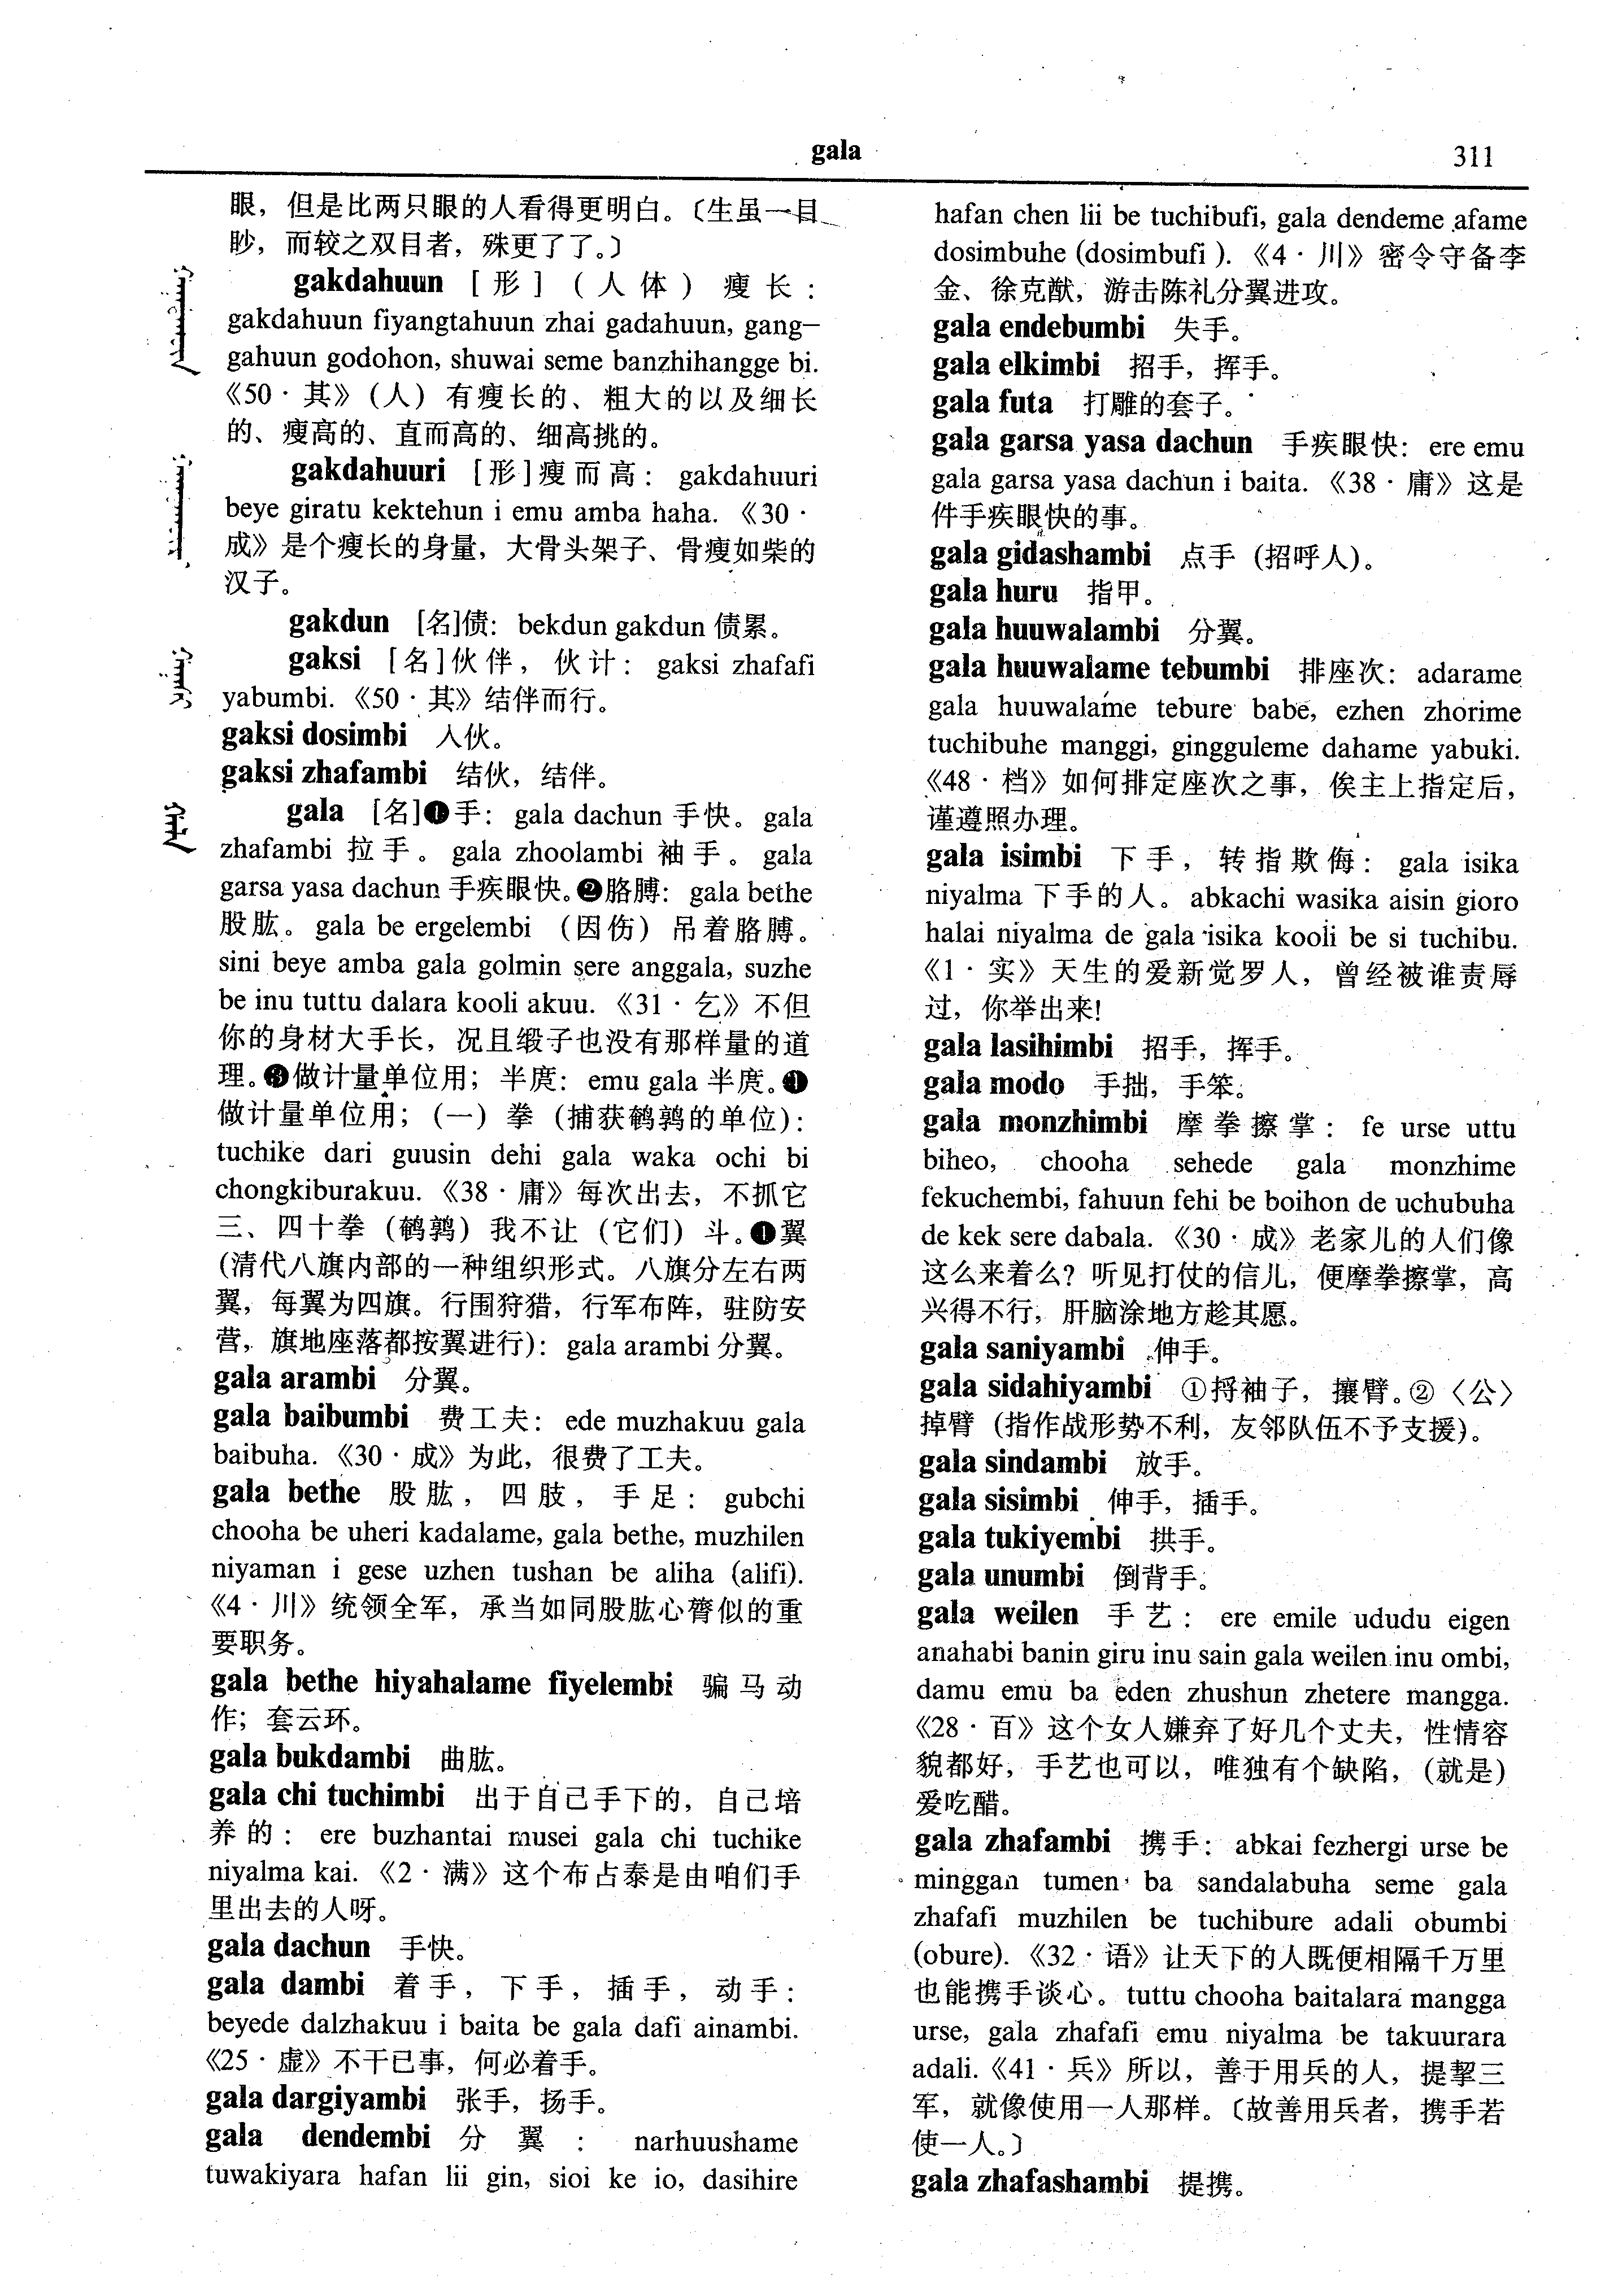 gala
311
眼，但是比两只眼的人看得更明白。〔生虽一目
眇，而较之双目者，殊更了了。〕
gakdahuun [形]（人体）瘦长：
gakdahuun fiyangtahuun zhai gadahuun, gang–
gahuun godohon, shuwai seme banzhihangge bi.
《50·其》（人）有瘦长的、粗大的以及细长
的、瘦高的、直而高的、细高挑的。
gakdahuuri [形]瘦而高： gakdahuuri
beye giratu kektehun i emu amba haha. 《30·
成》是个瘦长的身量，大骨头架子、骨瘦如柴的
汉子。
gakdun [名]债: bekdun gakdun 债累。
gaksi [名]伙伴，伙计： gaksi zhafafi
yabumbi.《50·其》结伴而行。
gaksi dosimbi 入伙。
gaksi zhafambi 结伙，结伴。
gala [名]❶手： gala dachun 手快。gala
zhafambi 拉手。gala zhoolambi 袖手。gala
garsa yasa dachun 手疾眼快。❷胳膊：gala bethe
股肱。gala be ergelembi （因伤）吊着胳膊。
sini beye amba gala golmin sere anggala, suzhe
be inu tuttu dalara kooli akuu.《31·乞》不但
你的身材大手长，况且缎子也没有那样量的道
理。❸做计量单位用；半庹：emu gala 半庹。❶
做计量单位用；（一）拳（捕获鹌鹑的单位）：
tuchike dari guusin dehi gala waka ochi bi
chongkiburakuu.《38·庸》每次出去，不抓它
三、四十拳（鹌鹑）我不让（它们）斗。❶翼
（清代八旗内部的一种组织形式。八旗分左右两
翼，每翼为四旗。行围狩猎，行军布阵，驻防安
营，旗地座落都按翼进行）：gala arambi 分翼。
gala arambi 分翼。
gala baibumbi 费工夫： ede muzhakuu gala
baibuha.《30·成》为此，很费了工夫。
gala bethe 股肱，四肢，手足： gubchi
chooha be uheri kadalame, gala bethe, muzhilen
niyaman i gese uzhen tushan be aliha (alifi).
《4·川》统领全军，承当如同股肱心膂似的重
要职务。
gala bethe hiyahalame fiyelembi 骗马动
作；套云环。
gala bukdambi 曲肱。
gala chi tuchimbi 出于自己手下的，自己培
养的： ere buzhantai musei gala chi tuchike
niyalma kai.《2·满》这个布占泰是由咱们手
里出去的人呀。
gala dachun 手快。
gala dambi 着手，下手，插手，动手：
beyede dalzhakuu i baita be gala dafi ainambi.
《25·虚》不干已事，何必着手。
gala dargiyambi 张手，扬手。
gala dendembi 分翼： narhuushame
tuwakiyara hafan lii gin, sioi ke io, dasihire
hafan chen lii be tuchibufi, gala dendeme afame
dosimbuhe (dosimbufi ).《4·川》密令守备李
金、徐克猷，游击陈礼分翼进攻。
gala endebumbi 失手。
gala elkimbi 招手，挥手。
gala futa 打雕的套子。
gala garsa yasa dachun 手疾眼快：ere emu
gala garsa yasa dachun i baita.《38·庸》这是
件手疾眼快的事。
gala gidashambi 点手（招呼人）。
gala huru 指甲。
gala huuwalambi 分翼。
gala huuwalame tebumbi 排座次：adarame
gala huuwalame tebure babe, ezhen zhorime
tuchibuhe manggi, gingguleme dahame yabuki.
《48·档》如何排定座次之事，俟主上指定后，
谨遵照办理。
gala isimbi 下手，转指欺侮： gala isika
niyalma 下手的人。abkachi wasika aisin gioro
halai niyalma de gala isika kooli be si tuchibu.
《1·实》天生的爱新觉罗人，曾经被谁责辱
过，你举出来！
gala lasihimbi 招手，挥手。
gala modo 手拙，手笨。
gala monzhimbi 摩拳擦掌： fe urse uttu
biheo, chooha sehede gala monzhime
fekuchembi, fahuun fehi be boihon de uchubuha
de kek sere dabala.《30·成》老家儿的人们像
这么来着么？听见打仗的信儿，便摩拳擦掌，高
兴得不行，肝脑涂地方趁其愿。
gala saniyambi 伸手。
gala sidahiyambi ①捋袖子，攘臂。②〈公〉
掉臂（指作战形势不利，友邻队伍不予支援）。
gala sindambi 放手。
gala sisimbi 伸手，插手。
gala tukiyembi 拱手。
gala unumbi 倒背手。
gala weilen 手艺： ere emile ududu eigen
anahabi banin giru inu sain gala weilen inu ombi,
damu emu ba eden zhushun zhetere mangga.
《28·百》这个女人嫌弃了好几个丈夫，性情容
貌都好，手艺也可以，唯独有个缺陷，（就是）
爱吃醋。
gala zhafambi 携手：abkai fezhergi urse be
minggan tumen ba sandalabuha seme gala
zhafafi muzhilen be tuchibure adali obumbi
(obure).《32·语》让天下的人既便相隔千万里
也能携手谈心。tuttu chooha baitalara mangga
urse, gala zhafafi emu niyalma be takuurara
adali.《41·兵》所以，善于用兵的人，提挈三
军，就像使用一人那样。〔故善用兵者，携手若
使一人。〕
gala zhafashambi 提携。